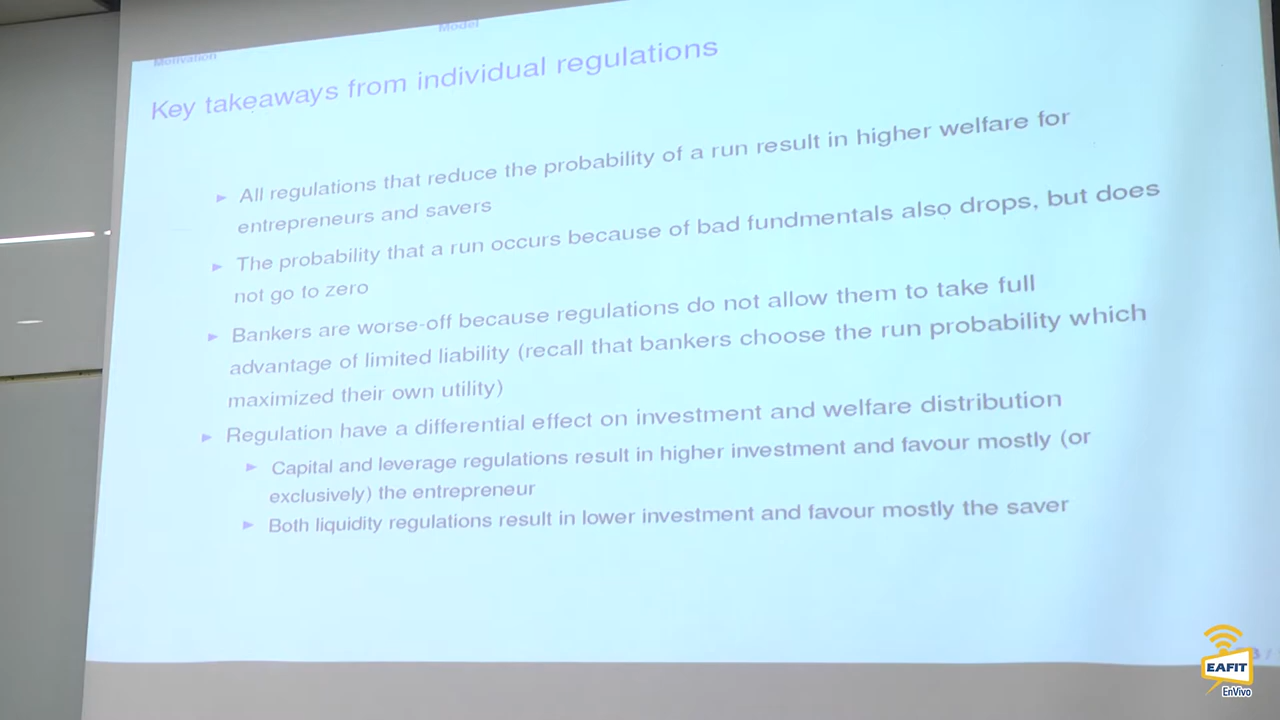 Motivation
Model
Key takeaways from individual regulations
► All regulations that reduce the probability of a run result in higher welfare for
entrepreneurs and savers
► The probability that a run occurs because of bad fundmentals also drops, but does
not go to zero
► Bankers are worse-off because regulations do not allow them to take full
advantage of limited liability (recall that bankers choose the run probability which
maximized their own utility)
► Regulation have a differential effect on investment and welfare distribution
► Capital and leverage regulations result in higher investment and favour mostly (or
exclusively) the entrepreneur
► Both liquidity regulations result in lower investment and favour mostly the saver
EAFIT
EnVivo